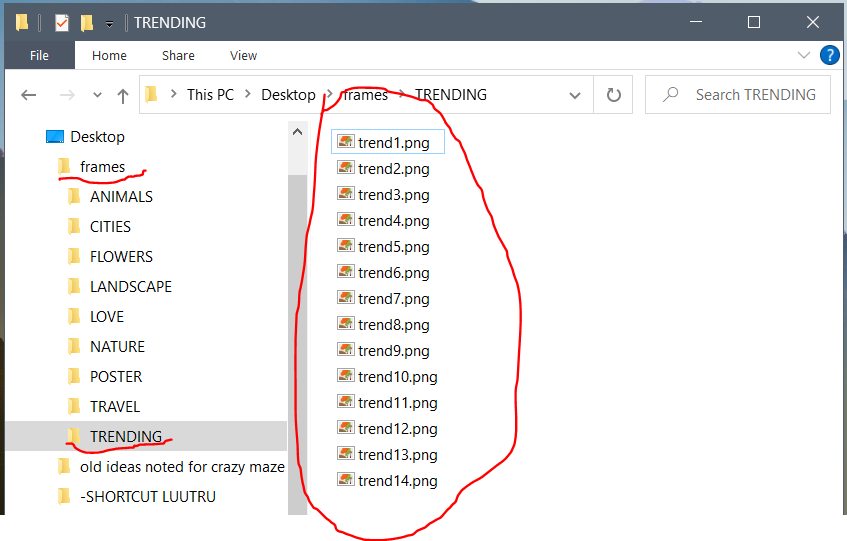 TRENDING
File Home Share View
This PC > Desktop > frames > TRENDING
Search TRENDING
Desktop
frames
ANIMALS
CITIES
FLOWERS
LANDSCAPE
LOVE
NATURE
POSTER
TRAVEL
TRENDING
old ideas noted for crazy maze
-SHORTCUT LUUTRU
trend1.png
trend2.png
trend3.png
trend4.png
trend5.png
trend6.png
trend7.png
trend8.png
trend9.png
trend10.png
trend11.png
trend12.png
trend13.png
trend14.png